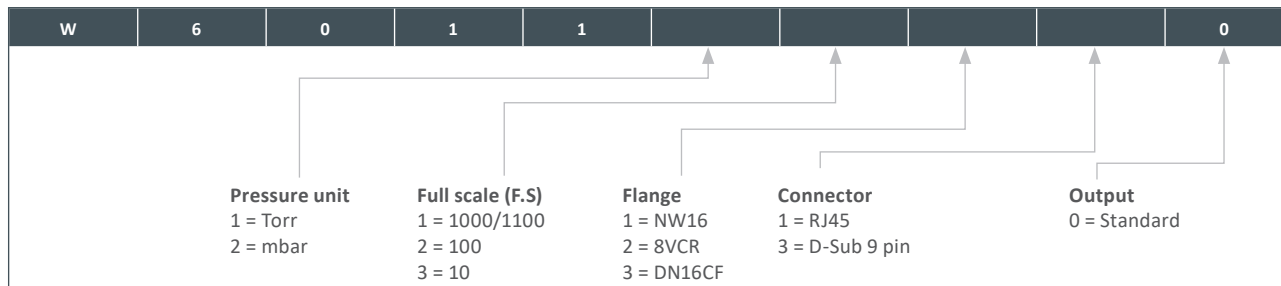 W 6 0 1 1 0
Pressure unit Full scale (F.S) Flange Connector Output
1 = Torr 1 = 1000/1100 1 = NW16 1 = RJ45 0 = Standard
2 = mbar 2 = 100 2 = 8VCR 3 = D-Sub 9 pin
3 = 10 3 = DN16CF